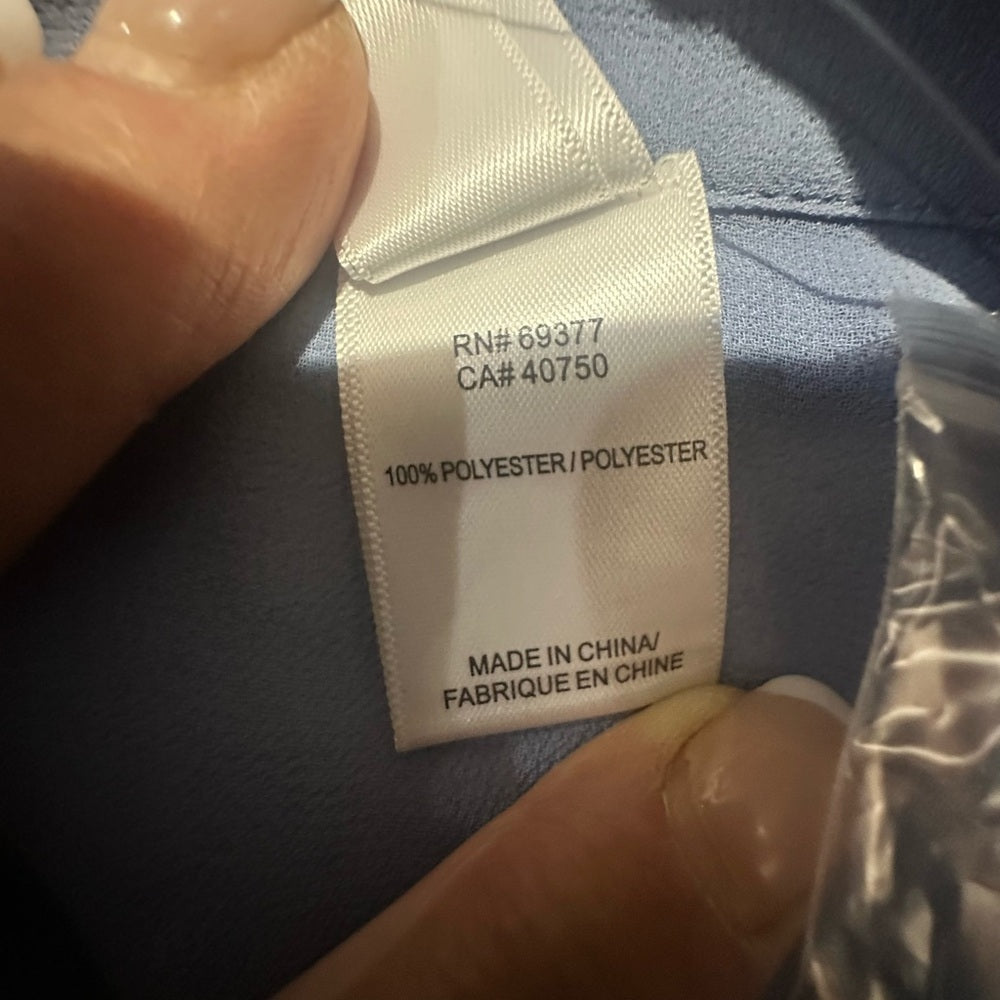 RN# 69377
CA# 40750
100% POLYESTER / POLYESTER
MADE IN CHINA/
FABRIQUE EN CHINE